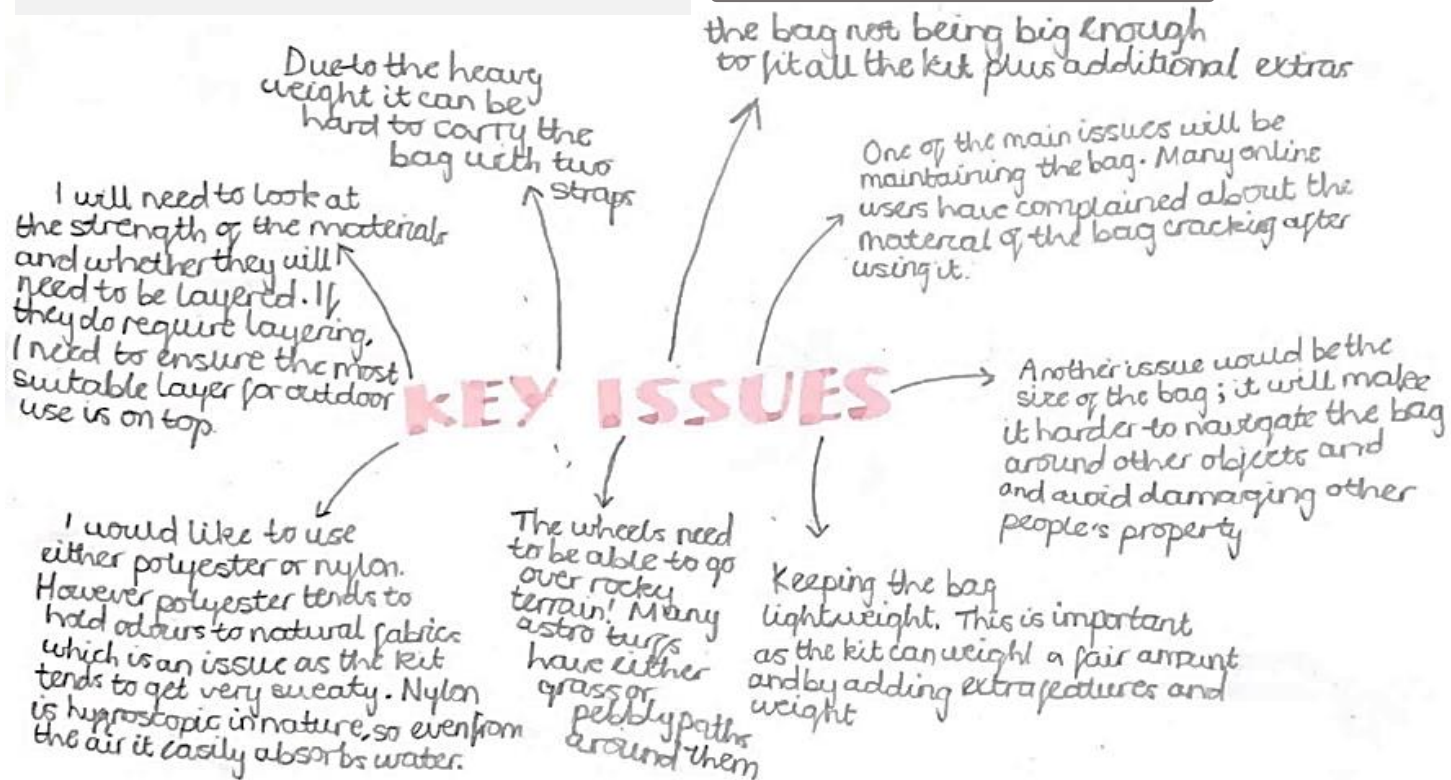 the bag not being big enough
to fit all the kit plus additional extras
Due to the heavy
weight it can be
hard to carry the
bag with two
straps
One of the main issues will be
maintaining the bag. Many online
users have complained about the
material of the bag cracking after
using it.
I will need to look at
the strength of the materials
and whether they will
need to be layered. If
they do require layering,
I need to ensure the most
suitable layer for outdoor
use is on top.
KEY ISSUES
Another issue would be the
size of the bag; it will make
it harder to navigate the bag
around other objects and
and avoid damaging other
people's property
I would like to use
either polyester or nylon.
However polyester tends to
hold odours to natural fabrics
which is an issue as the kit
tends to get very sweaty. Nylon
is hygroscopic in nature, so even from
the air it easily absorbs water.
The wheels need
to be able to go
over rocky
terrain! Many
astro turfs
have either
grass or
pebbly paths
around them
Keeping the bag
lightweight. This is important
as the kit can weight a fair amount
and by adding extra features and
weight